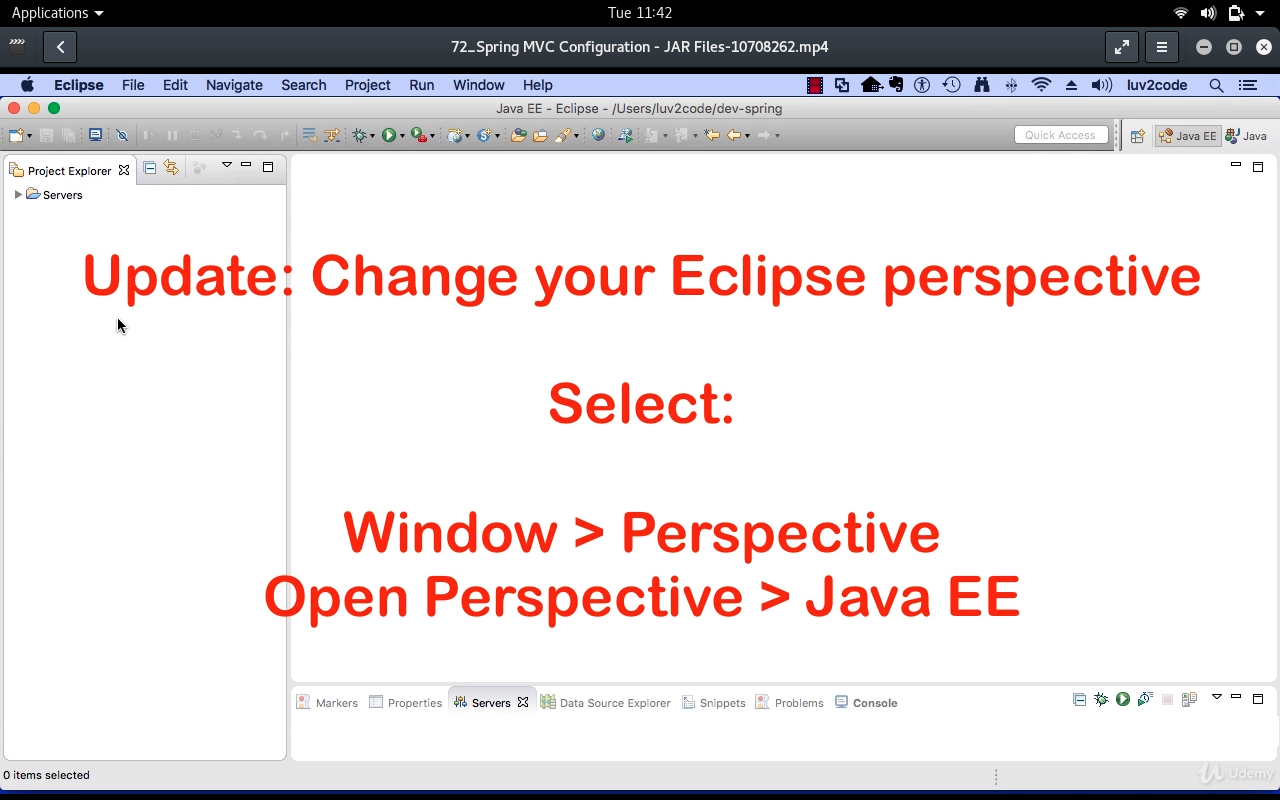 Applications
Tue 11:42
72_Spring MVC Configuration - JAR Files-10708262.mp4
Eclipse File Edit Navigate Search Project Run Window Help
luv2code
Java EE - Eclipse - /Users/luv2code/dev-spring
Quick Access
Java EE
Java
Project Explorer
Servers
Update: Change your Eclipse perspective
Select:
Window > Perspective
Open Perspective > Java EE
Markers Properties Servers Data Source Explorer Snippets Problems Console
0 items selected
Udemy